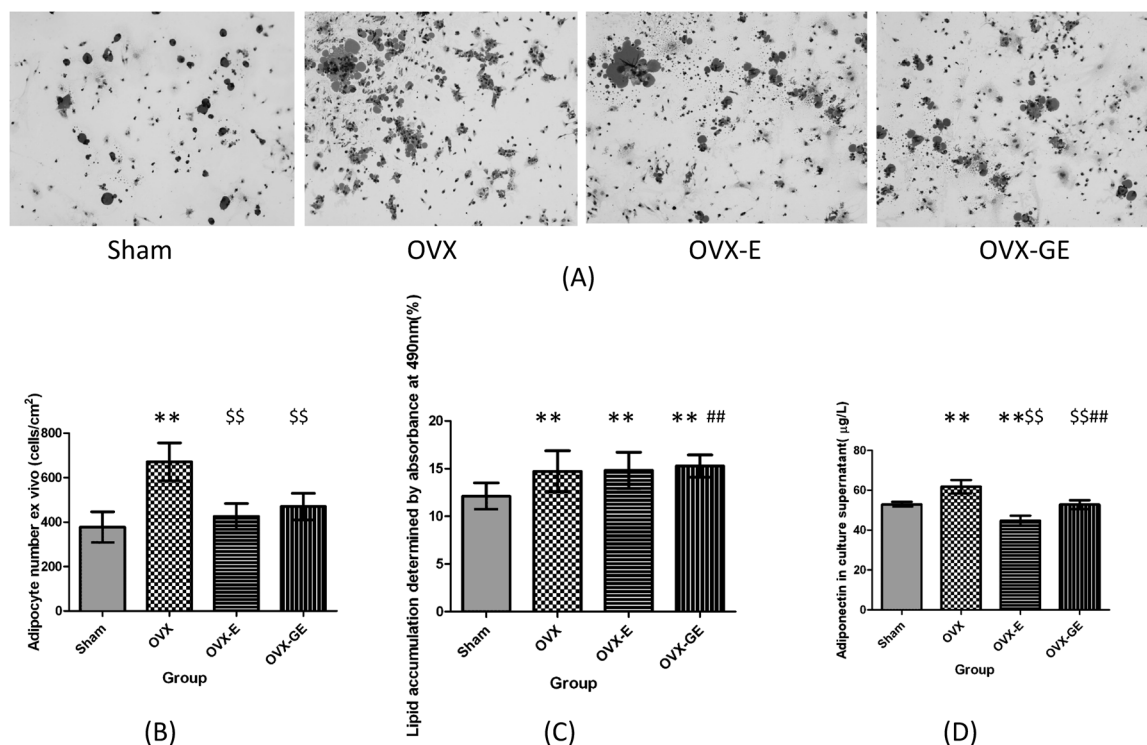 Sham
OVX
OVX-E
OVX-GE
(A)
Adipocyte number ex vivo (cells/cm²)
800
600
400
200
0
**
$$
$$
Sham
OVX
OVX-E
OVX-GE
Group
(B)
Lipid accumulation determined by absorbance at 490nm(%)
20
15
10
5
0
**
**
** ##
Sham
OVX
OVX-E
OVX-GE
Group
(C)
Adiponectin in culture supernatant( μg/L)
80
60
40
20
0
**
**$$
$$##
Sham
OVX
OVX-E
OVX-GE
Group
(D)